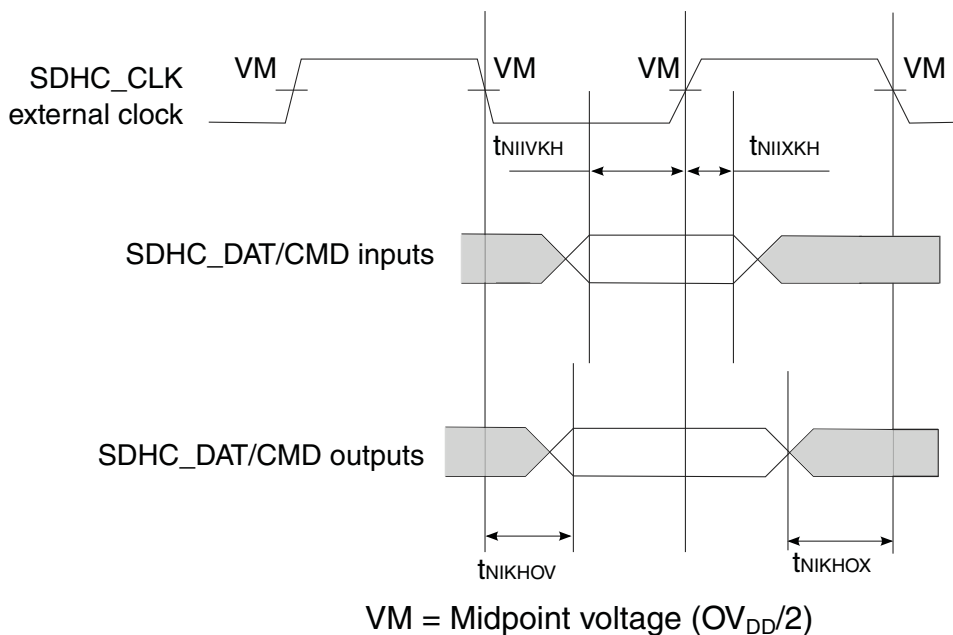 VM VM VM VM
SDHC_CLK
external clock
tNIIVKH tNIIXKH
SDHC_DAT/CMD inputs
SDHC_DAT/CMD outputs
tNIKHOV tNIKHOX
VM = Midpoint voltage (OVDD/2)